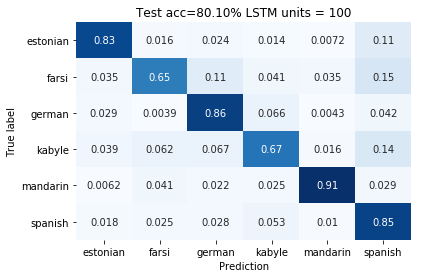 Test acc=80.10% LSTM units = 100
True label
estonian 0.83 0.016 0.024 0.014 0.0072 0.11
farsi 0.035 0.65 0.11 0.041 0.035 0.15
german 0.029 0.0039 0.86 0.066 0.0043 0.042
kabyle 0.039 0.062 0.067 0.67 0.016 0.14
mandarin 0.0062 0.041 0.022 0.025 0.91 0.029
spanish 0.018 0.025 0.028 0.053 0.01 0.85
estonian farsi german kabyle mandarin spanish
Prediction